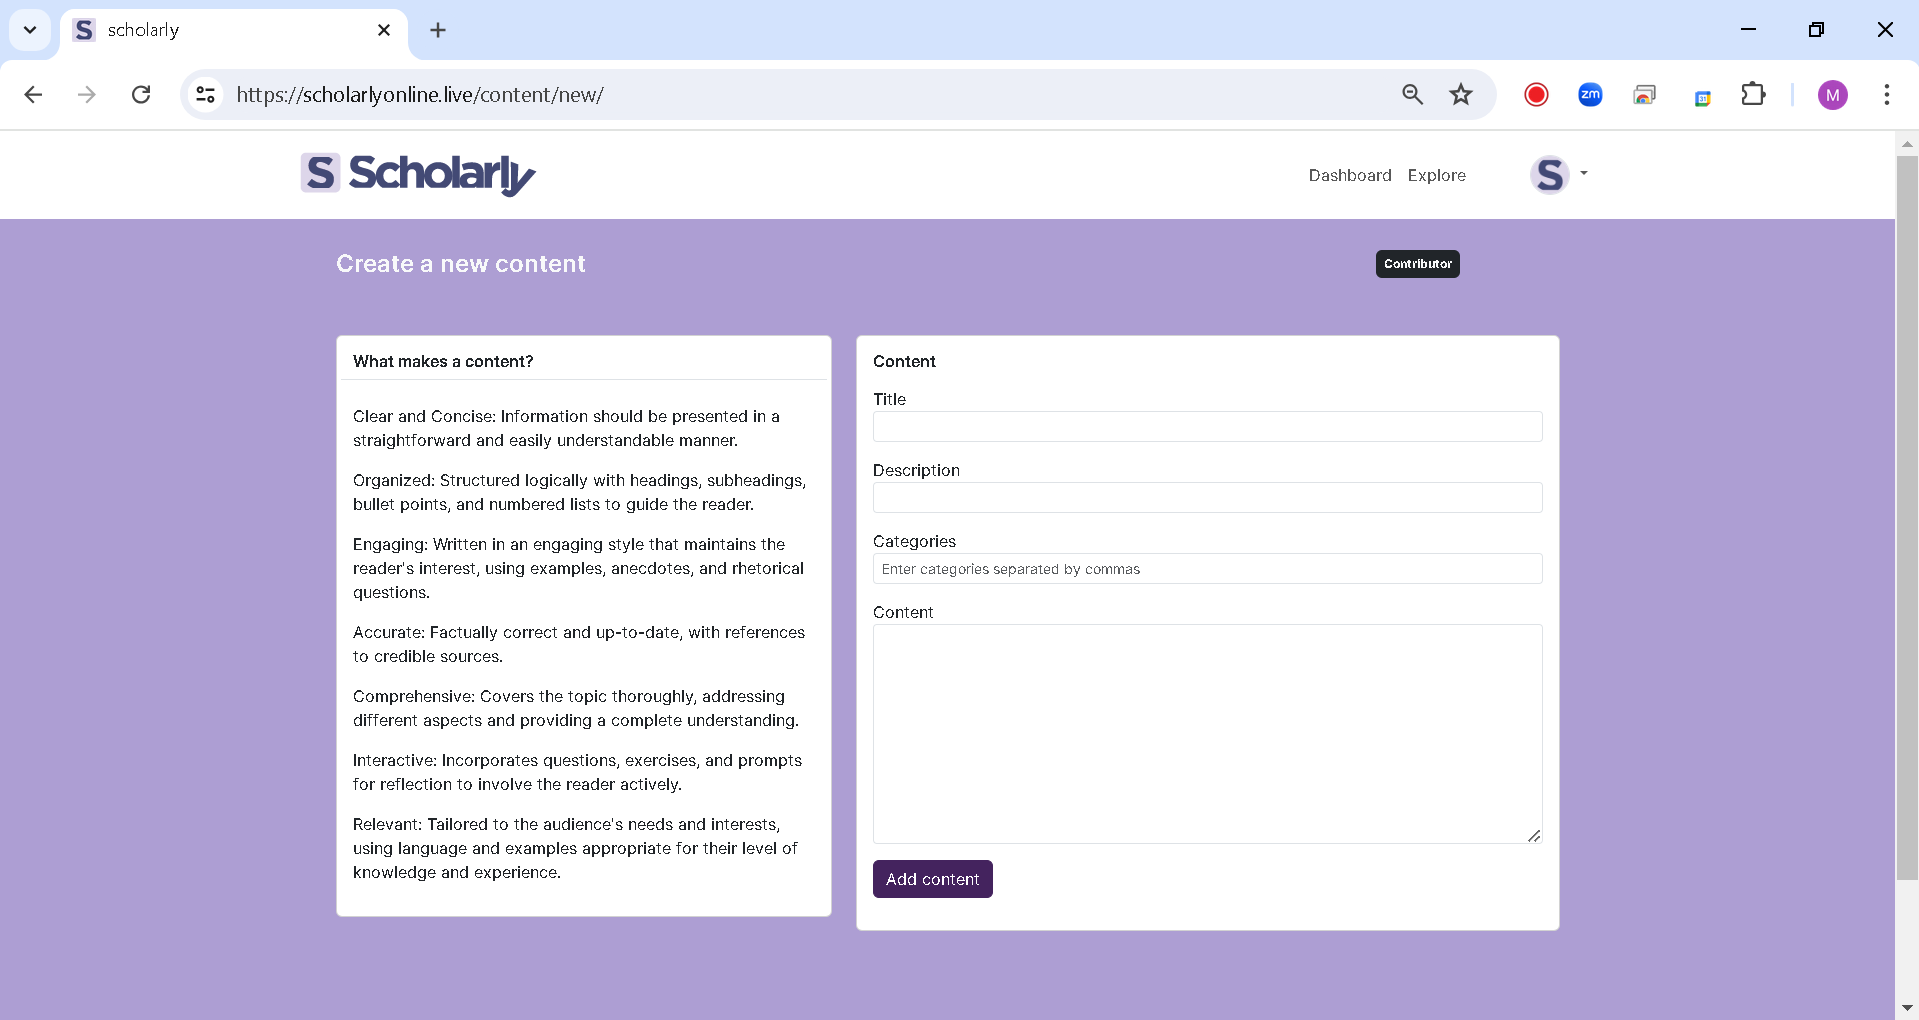 S
scholarly
https://scholarlyonline.live/content/new/
zm
31
M
S Scholarly
Dashboard
Explore
S
Create a new content
Contributor
What makes a content?
Clear and Concise: Information should be presented in a
straightforward and easily understandable manner.
Organized: Structured logically with headings, subheadings,
bullet points, and numbered lists to guide the reader.
Engaging: Written in an engaging style that maintains the
reader's interest, using examples, anecdotes, and rhetorical
questions.
Accurate: Factually correct and up-to-date, with references
to credible sources.
Comprehensive: Covers the topic thoroughly, addressing
different aspects and providing a complete understanding.
Interactive: Incorporates questions, exercises, and prompts
for reflection to involve the reader actively.
Relevant: Tailored to the audience's needs and interests,
using language and examples appropriate for their level of
knowledge and experience.
Content
Title
Description
Categories
Enter categories separated by commas
Content
Add content